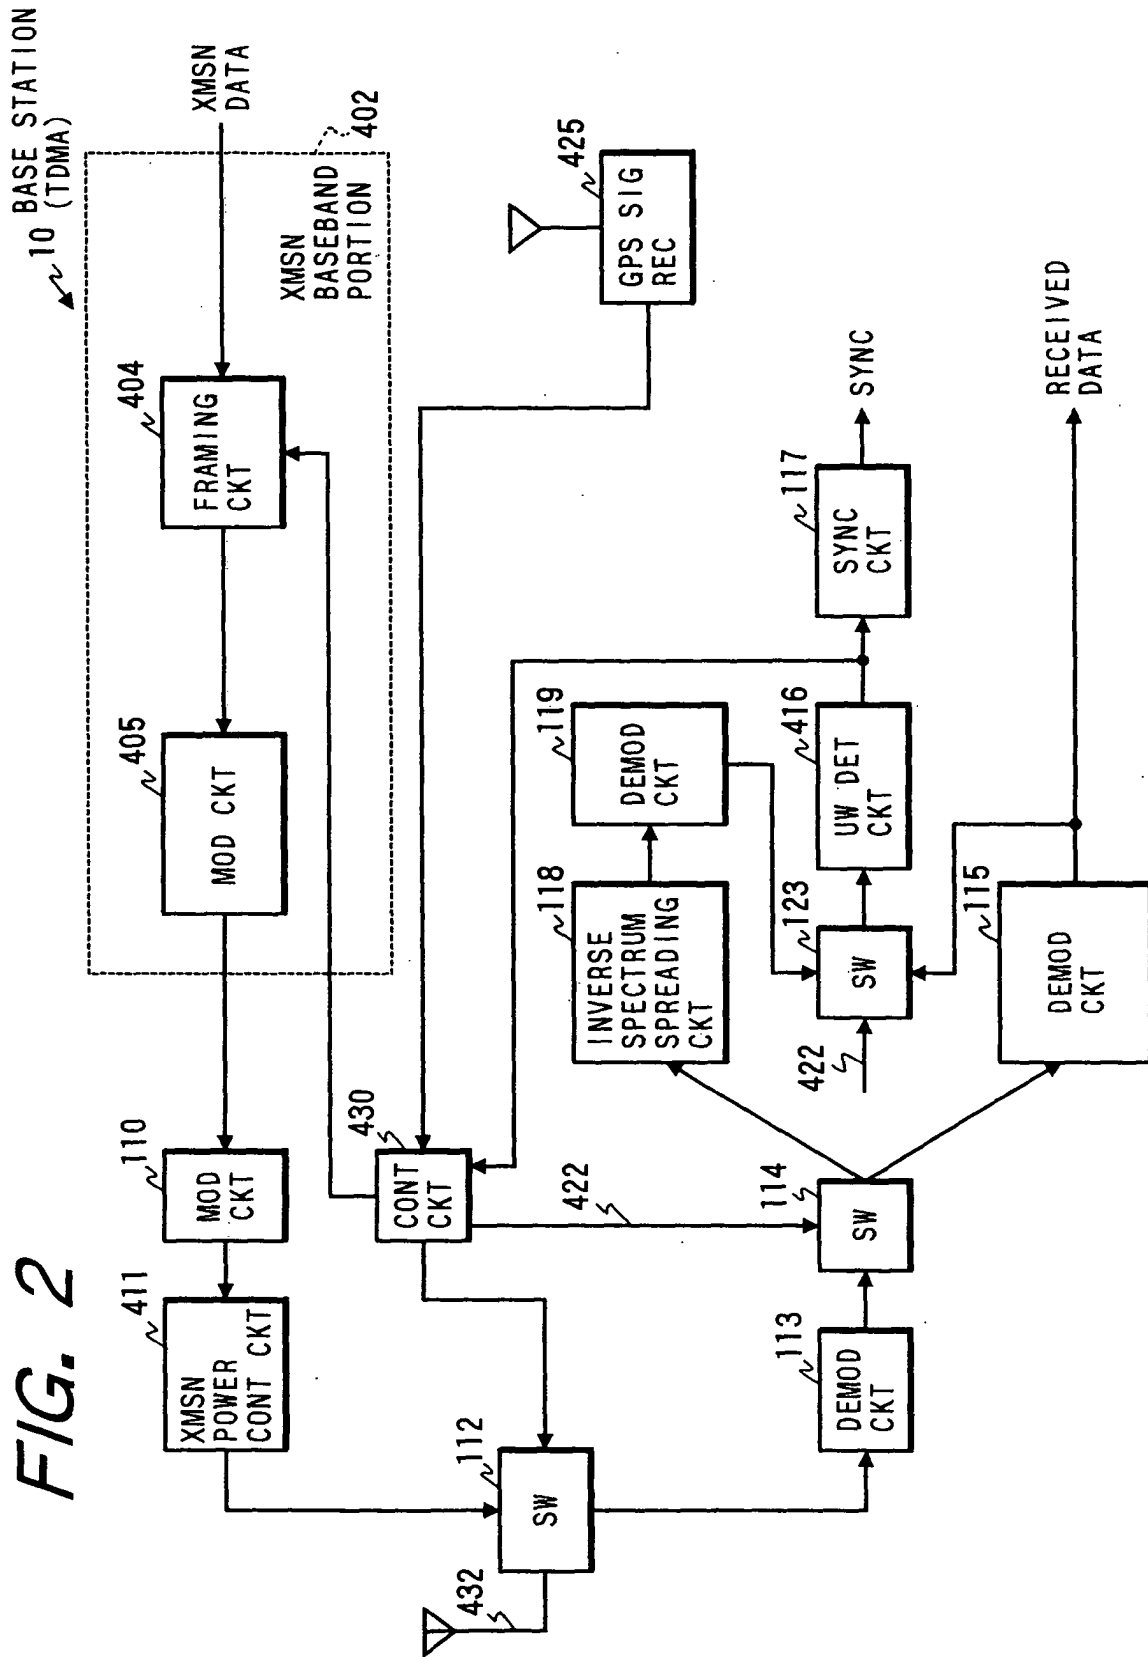 FIG. 2
10 BASE STATION
(TDMA)
XMSN
DATA
402
XMSN
BASEBAND
PORTION
404
FRAMING
CKT
405
MOD CKT
110
MOD
CKT
411
XMSN
POWER
CONT CKT
425
GPS SIG
REC
430
CONT
CKT
422
112
SW
432
113
DEMOD
CKT
114
SW
118
INVERSE
SPECTRUM
SPREADING
CKT
119
DEMOD
CKT
123
SW
422
416
UW DET
CKT
117
SYNC
CKT
SYNC
115
DEMOD
CKT
RECEIVED
DATA